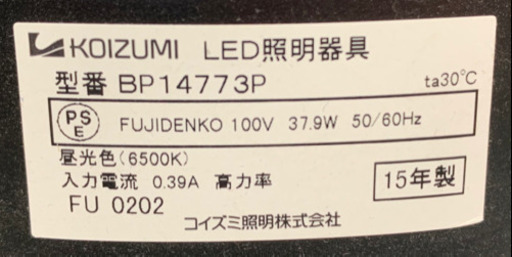 KOIZUMI LED照明器具
型番 BP14773P ta30℃
PS
E
FUJIDENKO 100V 37.9W 50/60Hz
昼光色(6500K)
入力電流 0.39A 高力率
15年製
FU 0202
コイズミ照明株式会社